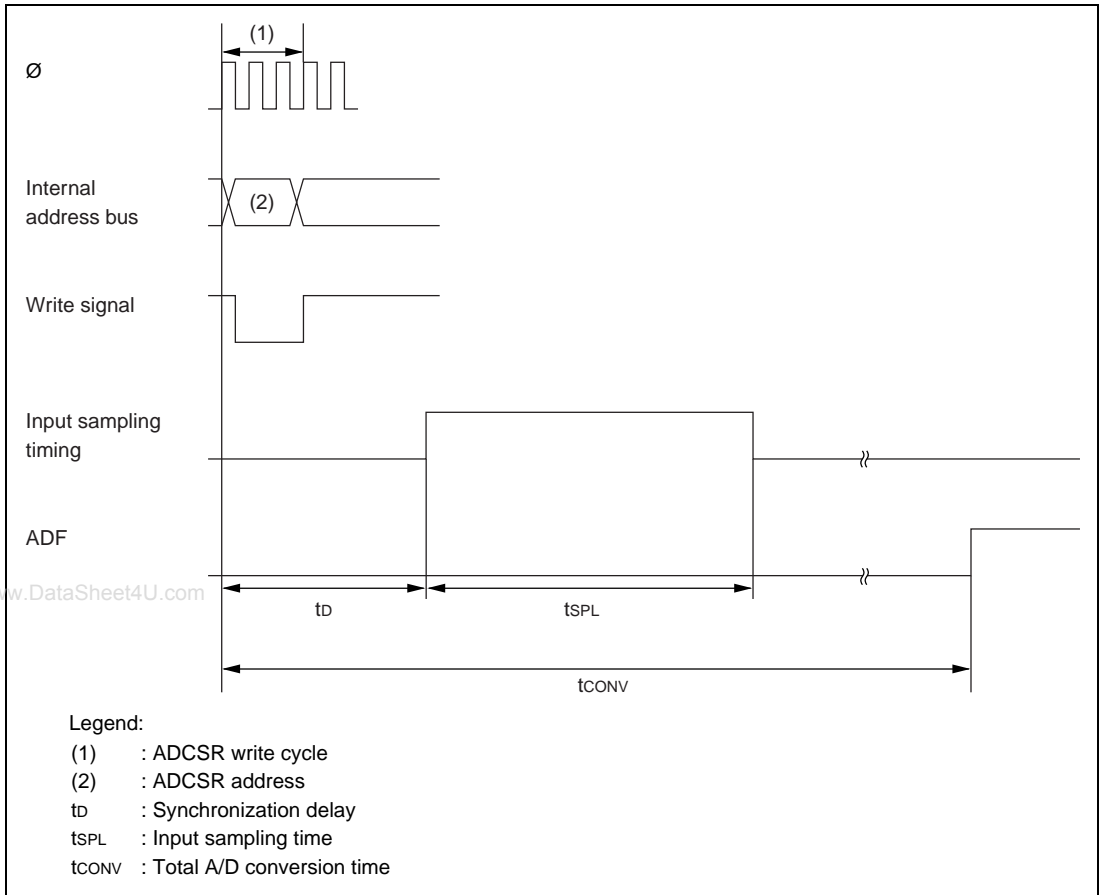 (1)
Ø
Internal
address bus
(2)
Write signal
Input sampling
timing
ADF
w.DataSheet4U.com
tD
tSPL
tCONV
Legend:
(1) : ADCSR write cycle
(2) : ADCSR address
tD : Synchronization delay
tSPL : Input sampling time
tCONV : Total A/D conversion time